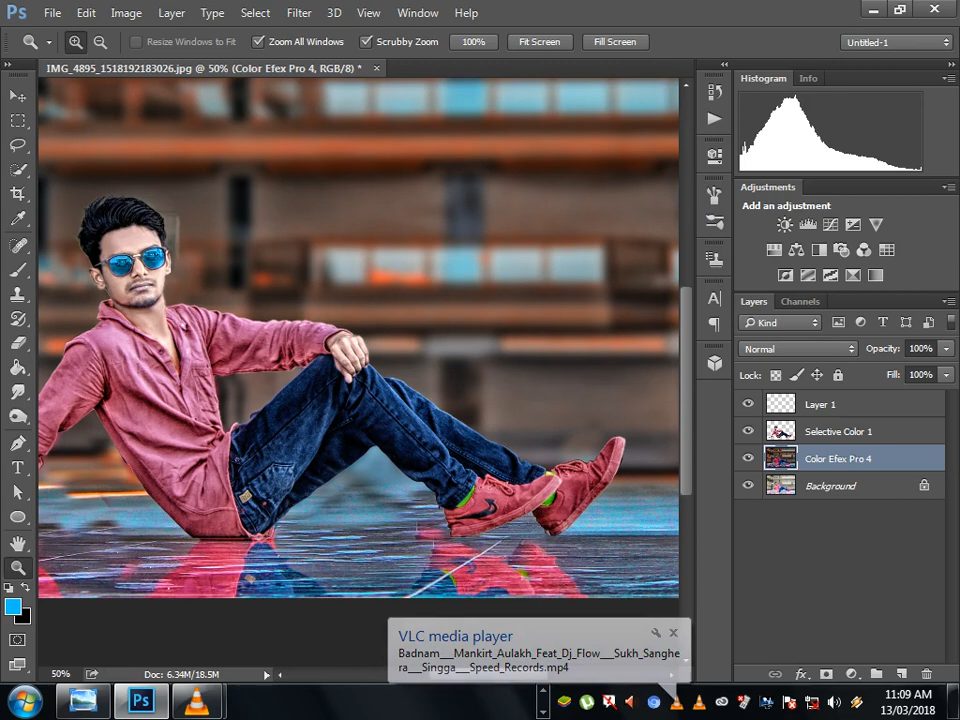 Ps File Edit Image Layer Type Select Filter 3D View Window Help
Resize Windows to Fit Zoom All Windows Scrubby Zoom 100% Fit Screen Fill Screen Untitled-1
IMG_4895_1518192183026.jpg @ 50% (Color Efex Pro 4, RGB/8) * ×
Histogram Info
Adjustments
Add an adjustment
Layers Channels
Kind
Normal Opacity: 100%
Lock: Fill: 100%
Layer 1
Selective Color 1
Color Efex Pro 4
Background
50% Doc: 6.34M/18.5M
VLC media player
Badnam___Mankirt_Aulakh_Feat_Dj_Flow___Sukh_Sanghe
ra___Singga___Speed_Records.mp4
Ps
11:09 AM
13/03/2018